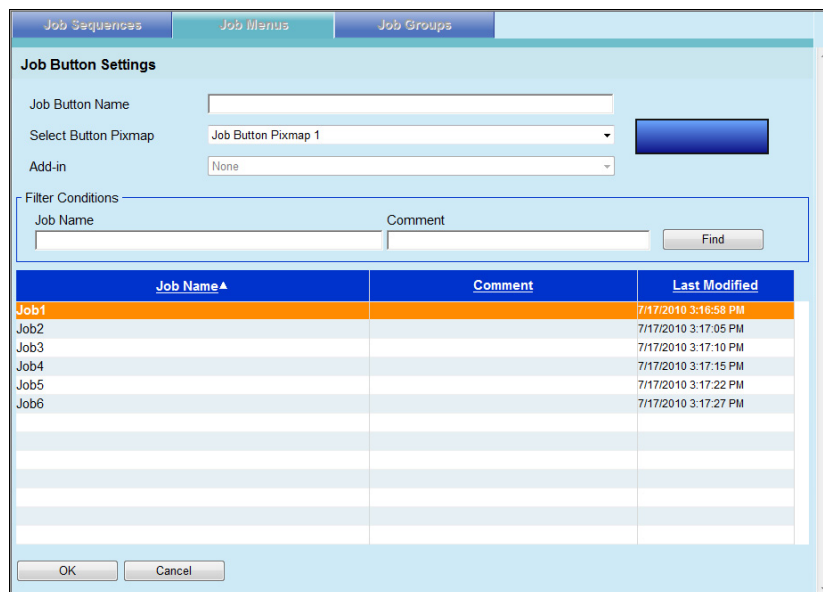 Job Sequences Job Menus Job Groups
Job Button Settings
Job Button Name
Select Button Pixmap Job Button Pixmap 1
Add-in None
Filter Conditions
Job Name Comment
Find
Job Name▲ Comment Last Modified
Job1 7/17/2010 3:16:58 PM
Job2 7/17/2010 3:17:05 PM
Job3 7/17/2010 3:17:10 PM
Job4 7/17/2010 3:17:15 PM
Job5 7/17/2010 3:17:22 PM
Job6 7/17/2010 3:17:27 PM
OK Cancel